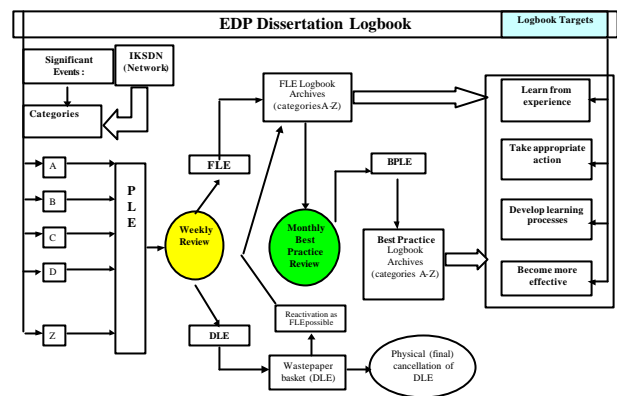 EDP Dissertation Logbook
Logbook Targets
Significant
Events :
IKSDN
(Network)
Categories
FLE Logbook
Archives
(categories A-Z)
Learn from
experience
A
B
C
D
Z
P
L
E
FLE
BPLE
Take appropriate
action
Weekly
Review
Monthly
Best
Practice
Review
Best Practice
Logbook
Archives
(categories A-Z)
Develop learning
processes
Become more
effective
DLE
Reactivation as
FLEpossible
Wastepaper
basket (DLE)
Physical (final)
cancellation of
DLE